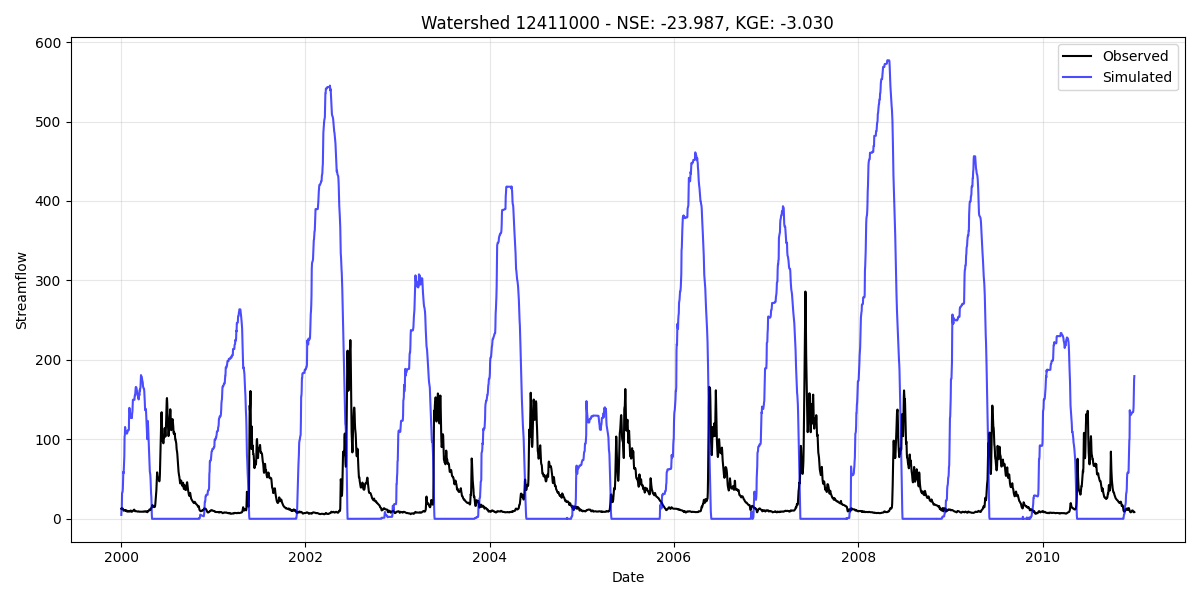 Watershed 12411000 - NSE: -23.987, KGE: -3.030
Observed
Simulated
Streamflow
600
500
400
300
200
100
0
2000 2002 2004 2006 2008 2010
Date